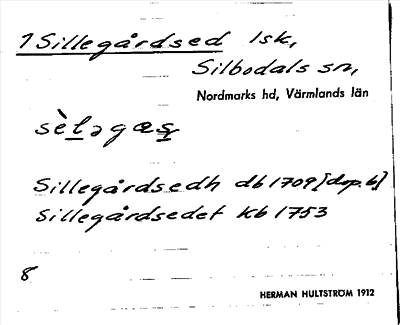 1 Sillegårdsed lsk,
Silbodals sn,
Nordmarks hd, Värmlands län
Sillegårdsedh db 1709 [dop. b]
Sillegårdsedet kb 1753
8
HERMAN HULTSTRÖM 1912